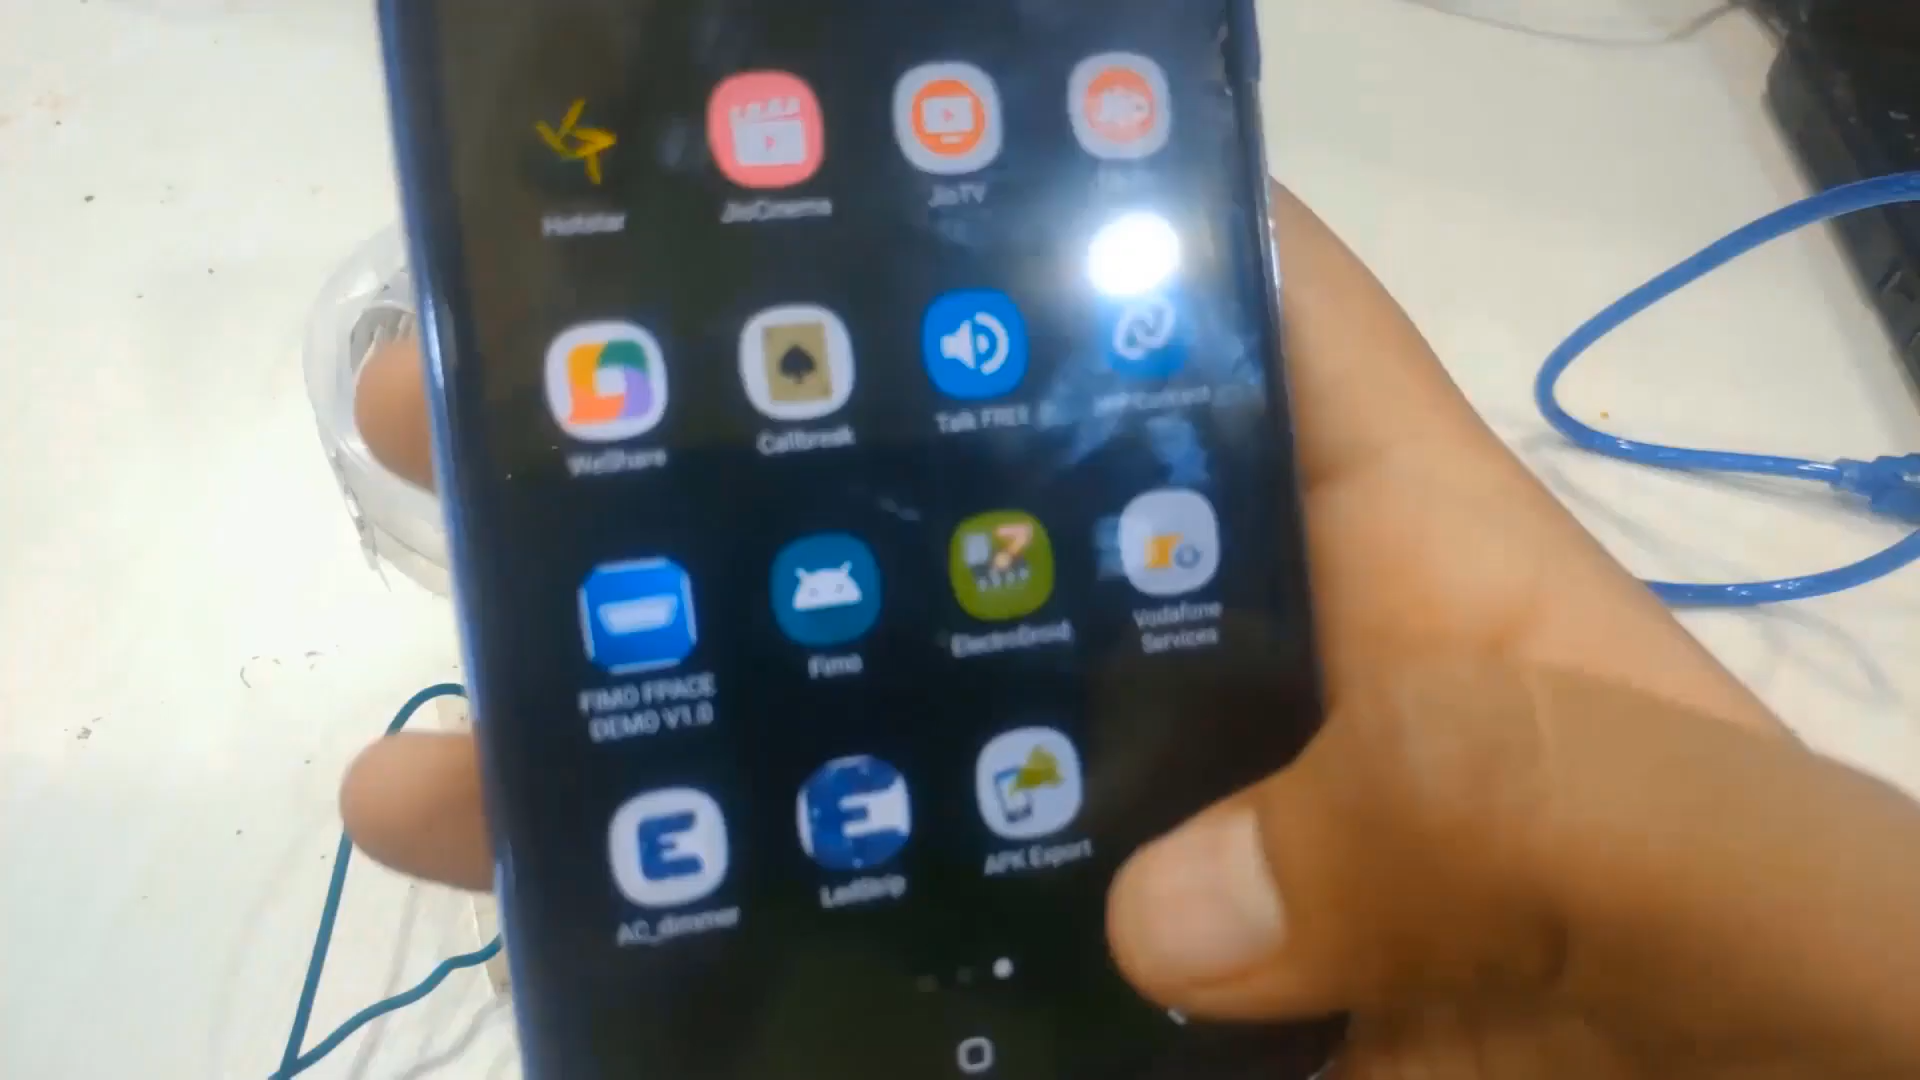 Hotstar
JioCinema
JioTV
WeShare
Callbreak
Talk FREE
FIMO FPACE
DEMO V1.0
Fimo
ElectroDroid
Vodafone
Services
AC_dimmer
LedStrip
APK Export